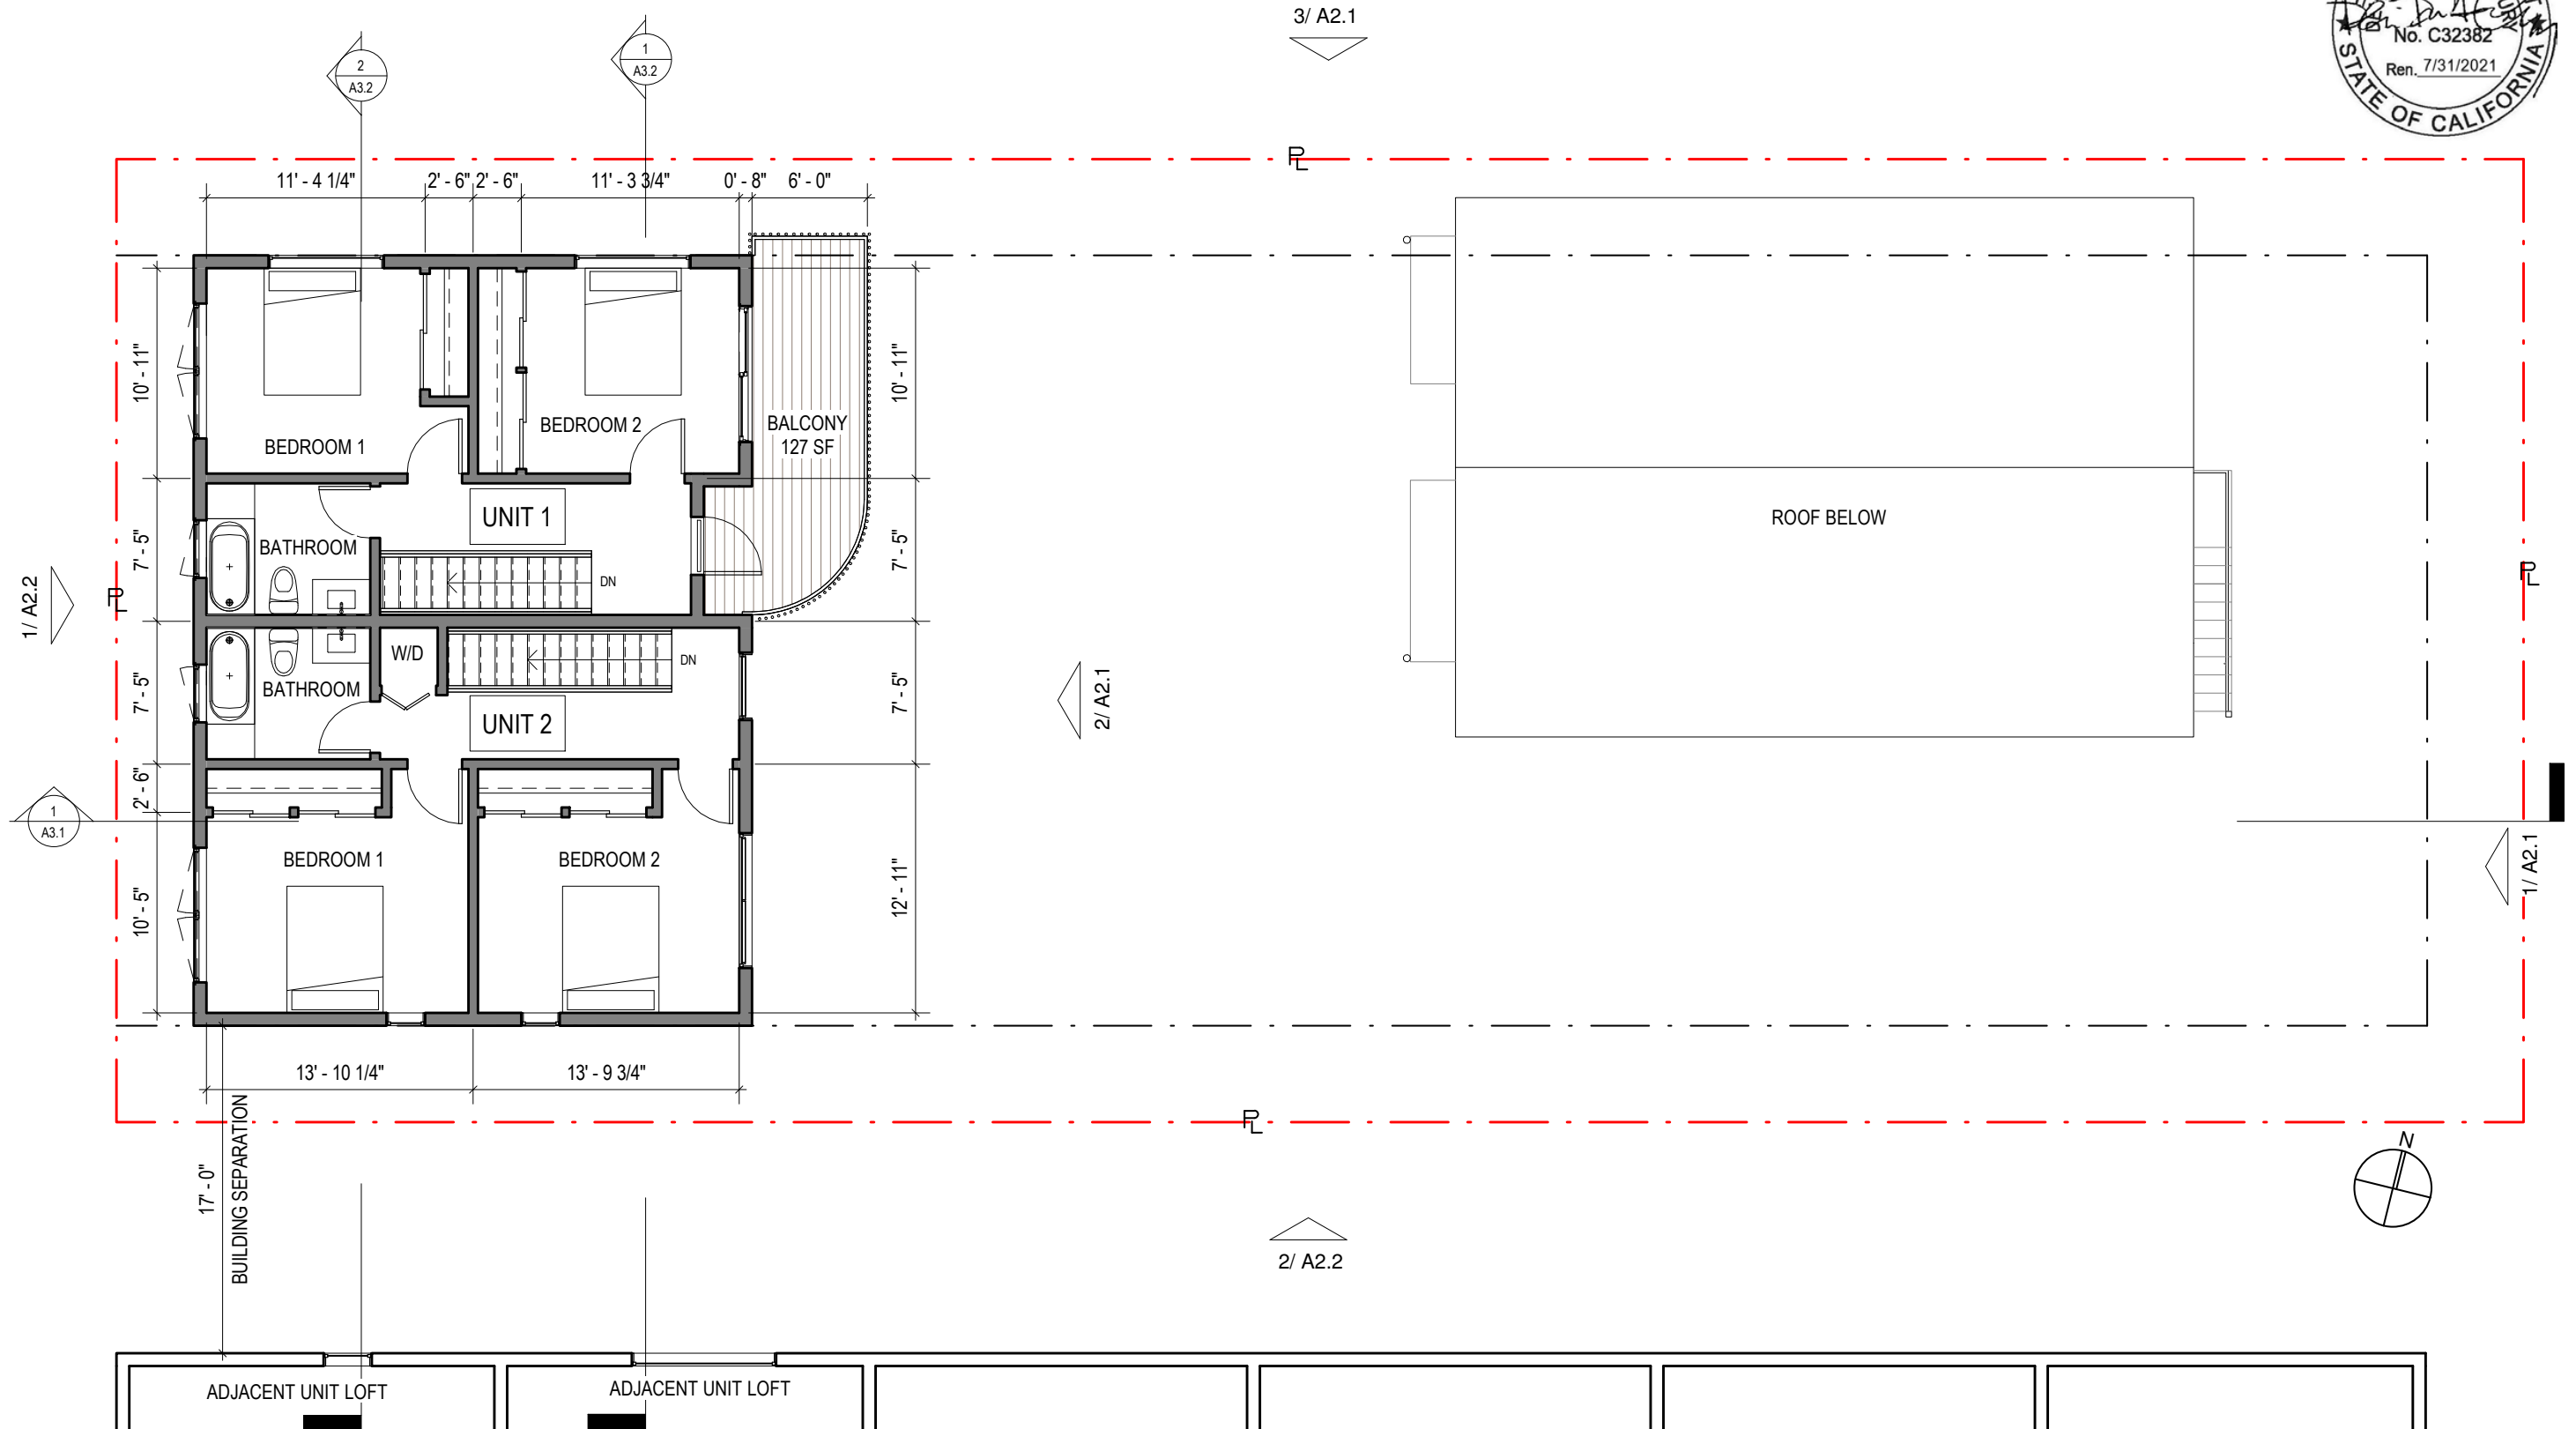 3/ A2.1
No. C32382
Ren. 7/31/2021
STATE OF CALIFORNIA
2
A3.2
1
A3.2
PL
11' - 4 1/4"
2' - 6"
2' - 6"
11' - 3 3/4"
0' - 8"
6' - 0"
10' - 11"
10' - 11"
BEDROOM 1
BEDROOM 2
BALCONY
127 SF
UNIT 1
ROOF BELOW
7' - 5"
BATHROOM
DN
7' - 5"
1/ A2.2
PL
PL
W/D
DN
7' - 5"
BATHROOM
UNIT 2
7' - 5"
2/ A2.1
2' - 6"
1
A3.1
BEDROOM 1
BEDROOM 2
10' - 5"
12' - 11"
1/ A2.1
13' - 10 1/4"
13' - 9 3/4"
PL
17' - 0"
BUILDING SEPARATION
N
2/ A2.2
ADJACENT UNIT LOFT
ADJACENT UNIT LOFT